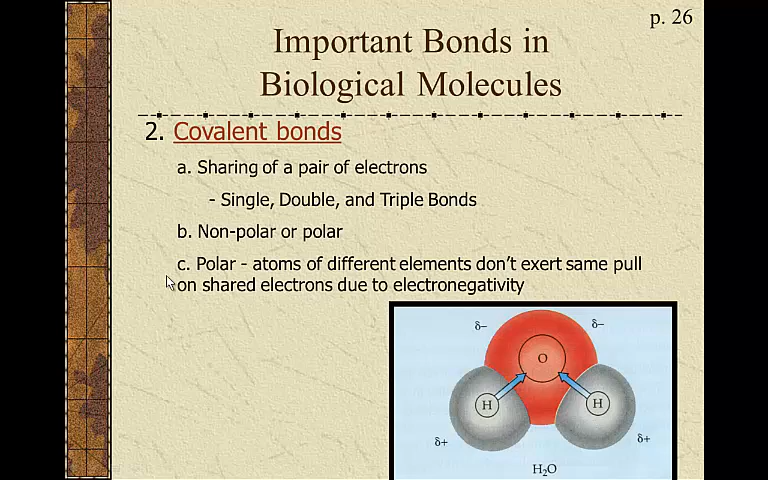 p. 26
Important Bonds in
Biological Molecules
2. Covalent bonds
a. Sharing of a pair of electrons
- Single, Double, and Triple Bonds
b. Non-polar or polar
c. Polar - atoms of different elements don't exert same pull
on shared electrons due to electronegativity
δ– δ–
O
H H
δ+ δ+
H₂O